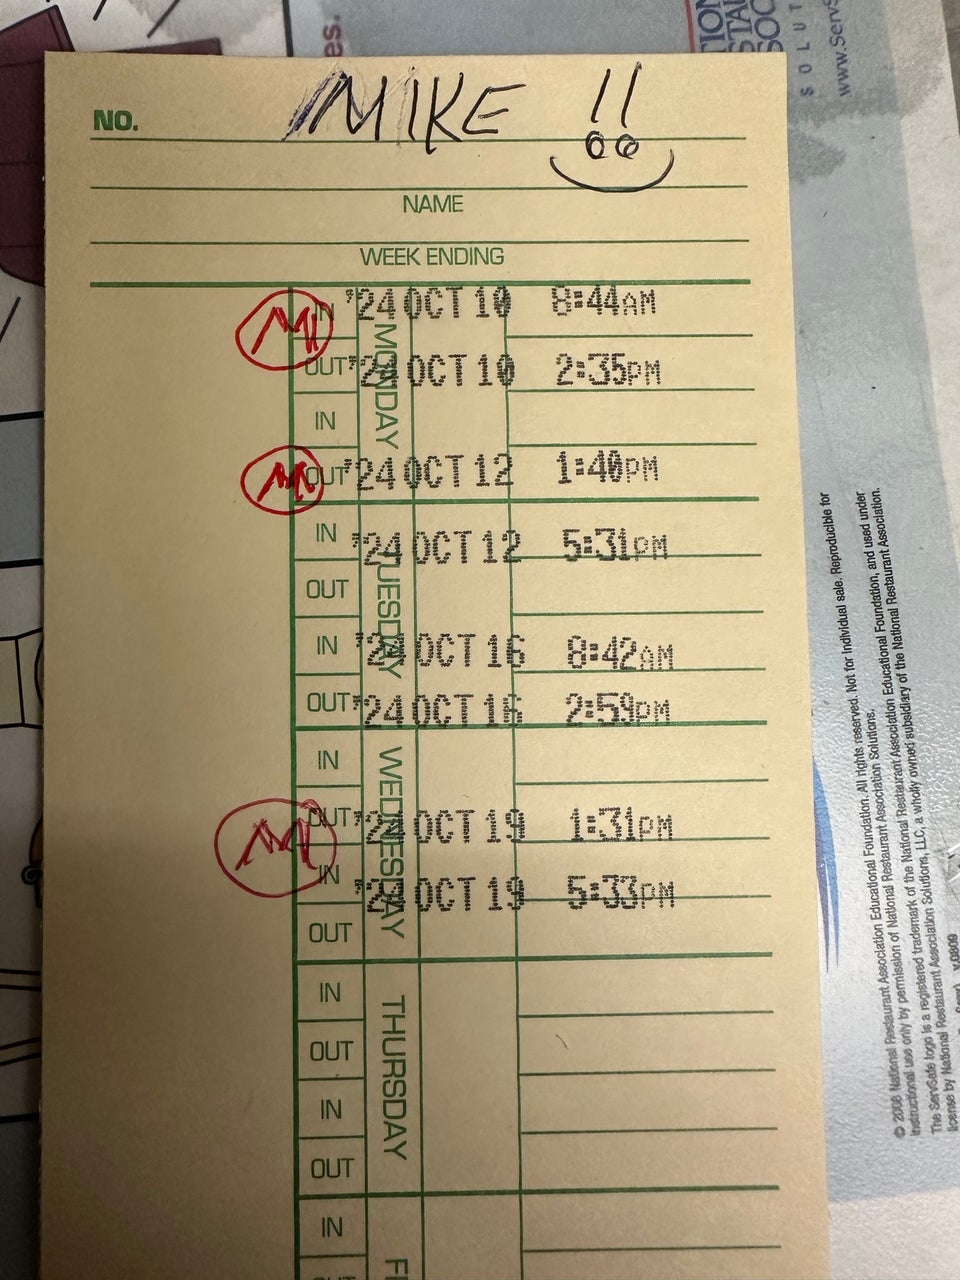 NO. MIKE !!
NAME
WEEK ENDING
M IN '24 OCT 10 8:44AM
OUT '24 OCT 10 2:35PM
MONDAY
IN
M OUT '24 OCT 12 1:40PM
IN '24 OCT 12 5:31PM
OUT
TUESDAY
IN '24 OCT 16 8:42AM
OUT '24 OCT 16 2:59PM
IN
WEDNESDAY
M OUT '24 OCT 19 1:31PM
IN '24 OCT 19 5:33PM
OUT
IN
OUT
THURSDAY
IN
OUT
IN
es.
SOLUT
www.ServS
© 2008 National Restaurant Association Educational Foundation. All rights reserved. Not for individual sale. Reproducible for
instructional use only by permission of National Restaurant Association Solutions.
The ServSafe logo is a registered trademark of the National Restaurant Association Educational Foundation, and used under
license by National Restaurant Association Solutions, LLC, a wholly owned subsidiary of the National Restaurant Association.